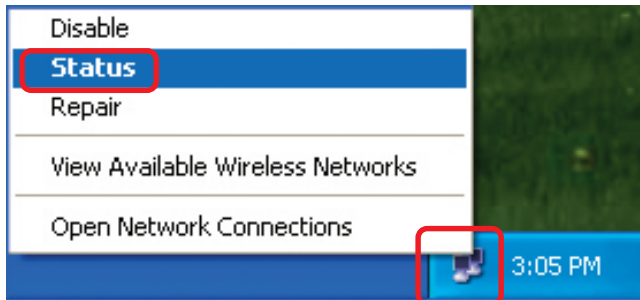 Disable
Status
Repair
View Available Wireless Networks
Open Network Connections
3:05 PM